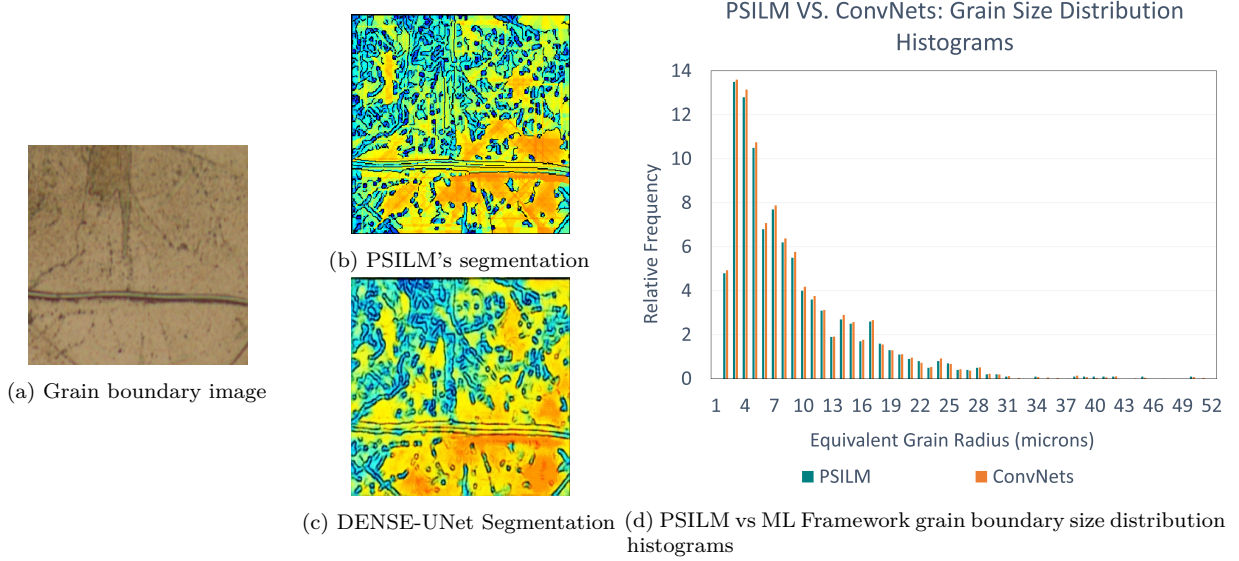 (a) Grain boundary image
(b) PSILM's segmentation
(c) DENSE-UNet Segmentation
PSILM VS. ConvNets: Grain Size Distribution
Histograms
Relative Frequency
14
12
10
8
6
4
2
0
1 4 7 10 13 16 19 22 25 28 31 34 37 40 43 46 49 52
Equivalent Grain Radius (microns)
PSILM ConvNets
(d) PSILM vs ML Framework grain boundary size distribution
histograms